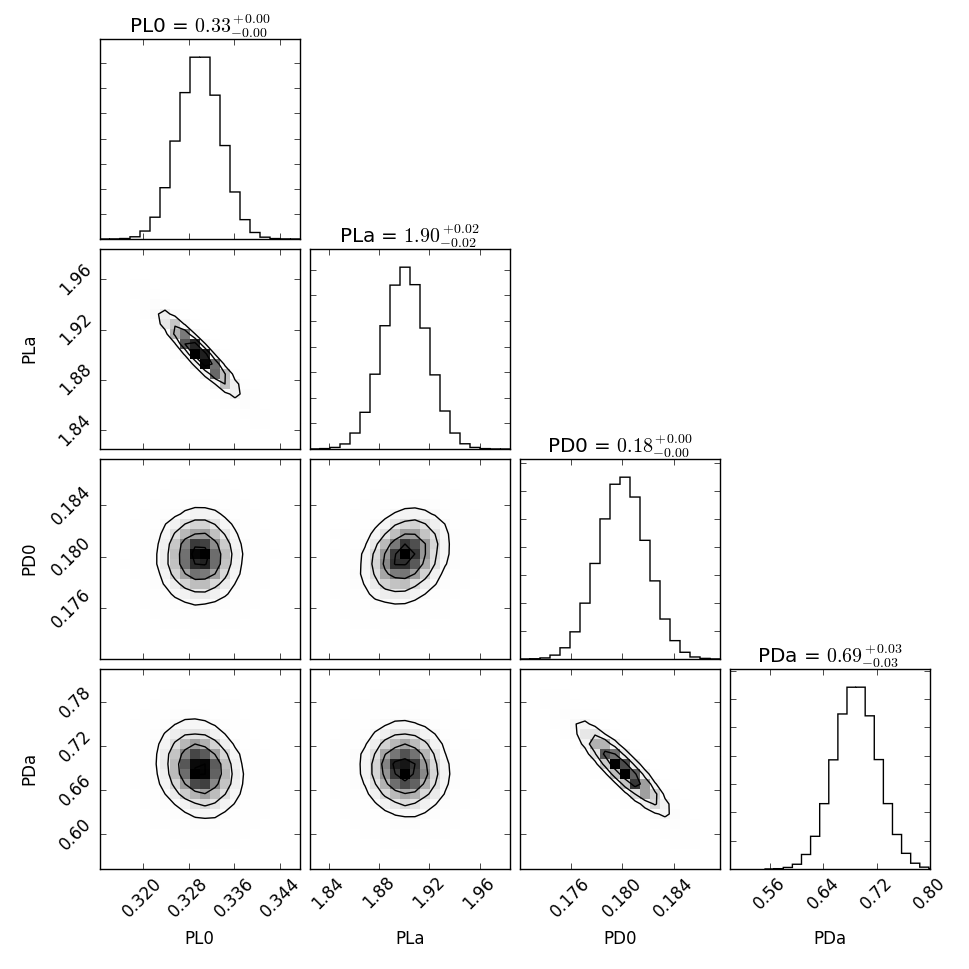 PL0 = 0.33+0.00−0.00
PLa = 1.90+0.02−0.02
PD0 = 0.18+0.00−0.00
PDa = 0.69+0.03−0.03
PLa
1.96
1.92
1.88
1.84
PD0
0.184
0.180
0.176
PDa
0.78
0.72
0.66
0.60
0.320 0.328 0.336 0.344
PL0
1.84 1.88 1.92 1.96
PLa
0.176 0.180 0.184
PD0
0.56 0.64 0.72 0.80
PDa